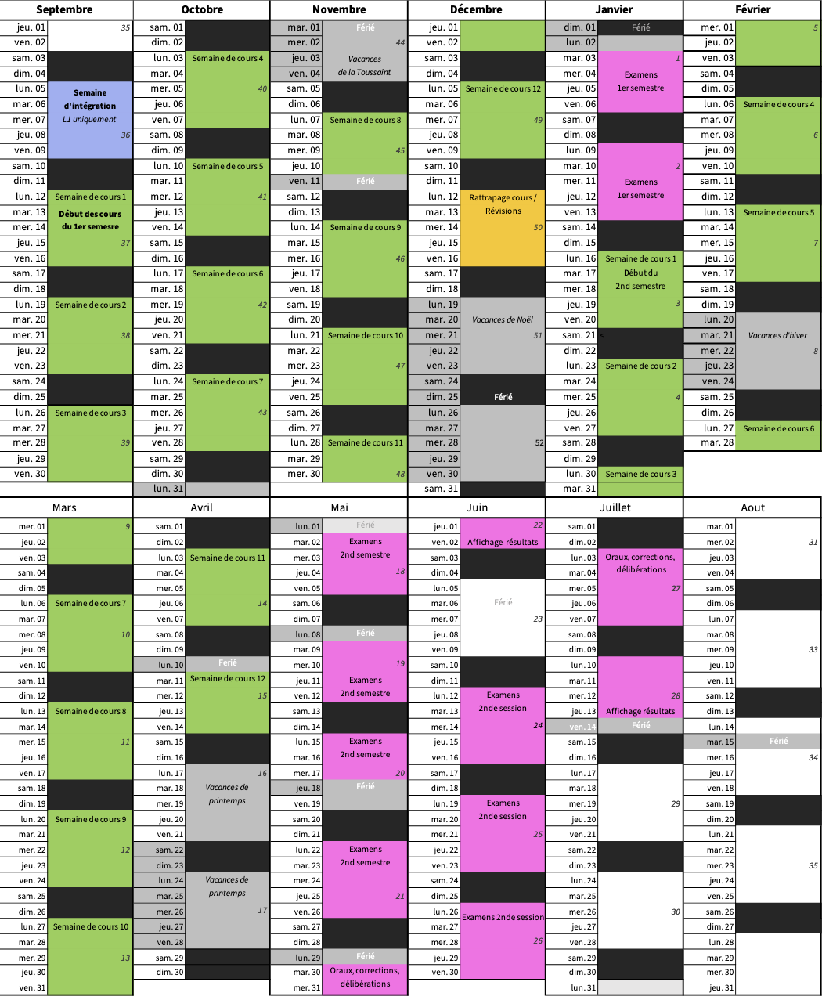 Septembre Octobre Novembre Décembre Janvier Février
jeu. 01 35 sam. 01 mar. 01 Férié jeu. 01 dim. 01 Férié mer. 01 5
ven. 02 dim. 02 mer. 02 44 ven. 02 lun. 02 jeu. 02
sam. 03 lun. 03 Semaine de cours 4 jeu. 03 Vacances sam. 03 mar. 03 1 ven. 03
dim. 04 mar. 04 ven. 04 de la Toussaint dim. 04 mer. 04 Examens sam. 04
lun. 05 Semaine mer. 05 40 sam. 05 lun. 05 Semaine de cours 12 jeu. 05 1er semestre dim. 05
mar. 06 d'intégration jeu. 06 dim. 06 mar. 06 ven. 06 lun. 06 Semaine de cours 4
mer. 07 L1 uniquement ven. 07 lun. 07 Semaine de cours 8 mer. 07 49 sam. 07 mar. 07
jeu. 08 36 sam. 08 mar. 08 jeu. 08 dim. 08 mer. 08 6
ven. 09 dim. 09 mer. 09 45 ven. 09 lun. 09 jeu. 09
sam. 10 lun. 10 Semaine de cours 5 jeu. 10 sam. 10 mar. 10 2 ven. 10
dim. 11 mar. 11 ven. 11 Férié dim. 11 mer. 11 Examens sam. 11
lun. 12 Semaine de cours 1 mer. 12 41 sam. 12 lun. 12 Rattrapage cours / jeu. 12 1er semestre dim. 12
mar. 13 Début des cours jeu. 13 dim. 13 mar. 13 Révisions ven. 13 lun. 13 Semaine de cours 5
mer. 14 du 1er semesre ven. 14 lun. 14 Semaine de cours 9 mer. 14 50 sam. 14 mar. 14
jeu. 15 37 sam. 15 mar. 15 jeu. 15 dim. 15 mer. 15 7
ven. 16 dim. 16 mer. 16 46 ven. 16 lun. 16 Semaine de cours 1 jeu. 16
sam. 17 lun. 17 Semaine de cours 6 jeu. 17 sam. 17 mar. 17 Début du ven. 17
dim. 18 mar. 18 ven. 18 dim. 18 mer. 18 2nd semestre sam. 18
lun. 19 Semaine de cours 2 mer. 19 42 sam. 19 lun. 19 jeu. 19 3 dim. 19
mar. 20 jeu. 20 dim. 20 mar. 20 Vacances de Noël ven. 20 lun. 20
mer. 21 38 ven. 21 lun. 21 Semaine de cours 10 mer. 21 51 sam. 21 < mar. 21 Vacances d'hiver
jeu. 22 sam. 22 mar. 22 jeu. 22 dim. 22 mer. 22 8
ven. 23 dim. 23 mer. 23 47 ven. 23 lun. 23 Semaine de cours 2 jeu. 23
sam. 24 lun. 24 Semaine de cours 7 jeu. 24 sam. 24 mar. 24 ven. 24
dim. 25 mar. 25 ven. 25 dim. 25 Férié mer. 25 4 sam. 25
lun. 26 Semaine de cours 3 mer. 26 43 sam. 26 lun. 26 jeu. 26 dim. 26
mar. 27 jeu. 27 dim. 27 mar. 27 ven. 27 lun. 27 Semaine de cours 6
mer. 28 39 ven. 28 lun. 28 Semaine de cours 11 mer. 28 52 sam. 28 mar. 28
jeu. 29 sam. 29 mar. 29 jeu. 29 dim. 29
ven. 30 dim. 30 mer. 30 48 ven. 30 lun. 30 Semaine de cours 3
lun. 31 sam. 31 mar. 31
Mars Avril Mai Juin Juillet Aout
mer. 01 9 sam. 01 lun. 01 Férié jeu. 01 22 sam. 01 mar. 01
jeu. 02 dim. 02 mar. 02 Examens ven. 02 Affichage résultats dim. 02 mer. 02 31
ven. 03 lun. 03 Semaine de cours 11 mer. 03 2nd semestre sam. 03 lun. 03 Oraux, corrections, jeu. 03
sam. 04 mar. 04 jeu. 04 18 dim. 04 mar. 04 délibérations ven. 04
dim. 05 mer. 05 ven. 05 lun. 05 mer. 05 27 sam. 05
lun. 06 Semaine de cours 7 jeu. 06 14 sam. 06 mar. 06 Férié jeu. 06 dim. 06
mar. 07 ven. 07 dim. 07 mer. 07 23 ven. 07 lun. 07
mer. 08 10 sam. 08 lun. 08 Férié jeu. 08 sam. 08 mar. 08
jeu. 09 dim. 09 mar. 09 ven. 09 dim. 09 mer. 09 33
ven. 10 lun. 10 Ferié mer. 10 19 sam. 10 lun. 10 jeu. 10
sam. 11 mar. 11 Semaine de cours 12 jeu. 11 Examens dim. 11 mar. 11 ven. 11
dim. 12 mer. 12 15 ven. 12 2nd semestre lun. 12 Examens mer. 12 28 sam. 12
lun. 13 Semaine de cours 8 jeu. 13 sam. 13 mar. 13 2nde session jeu. 13 Affichage résultats dim. 13
mar. 14 ven. 14 dim. 14 mer. 14 24 ven. 14 Férié lun. 14
mer. 15 11 sam. 15 lun. 15 Examens jeu. 15 sam. 15 mar. 15 Férié
jeu. 16 dim. 16 mar. 16 2nd semestre ven. 16 dim. 16 mer. 16 34
ven. 17 lun. 17 16 mer. 17 20 sam. 17 lun. 17 jeu. 17
sam. 18 mar. 18 Vacances de jeu. 18 Férié dim. 18 mar. 18 ven. 18
dim. 19 mer. 19 printemps ven. 19 lun. 19 Examens mer. 19 29 sam. 19
lun. 20 Semaine de cours 9 jeu. 20 sam. 20 mar. 20 2nde session jeu. 20 dim. 20
mar. 21 ven. 21 dim. 21 mer. 21 25 ven. 21 lun. 21
mer. 22 12 sam. 22 lun. 22 Examens jeu. 22 sam. 22 mar. 22
jeu. 23 dim. 23 mar. 23 2nd semestre ven. 23 dim. 23 mer. 23 35
ven. 24 lun. 24 Vacances de mer. 24 sam. 24 lun. 24 jeu. 24
sam. 25 mar. 25 printemps jeu. 25 21 dim. 25 mar. 25 ven. 25
dim. 26 mer. 26 17 ven. 26 lun. 26 Examens 2nde session mer. 26 30 sam. 26
lun. 27 Semaine de cours 10 jeu. 27 sam. 27 mar. 27 jeu. 27 dim. 27
mar. 28 ven. 28 dim. 28 mer. 28 26 ven. 28 lun. 28
mer. 29 13 sam. 29 lun. 29 Férié jeu. 29 sam. 29 mar. 29
jeu. 30 dim. 30 mar. 30 Oraux, corrections, ven. 30 dim. 30 mer. 30
ven. 31 mer. 31 délibérations lun. 31 jeu. 31